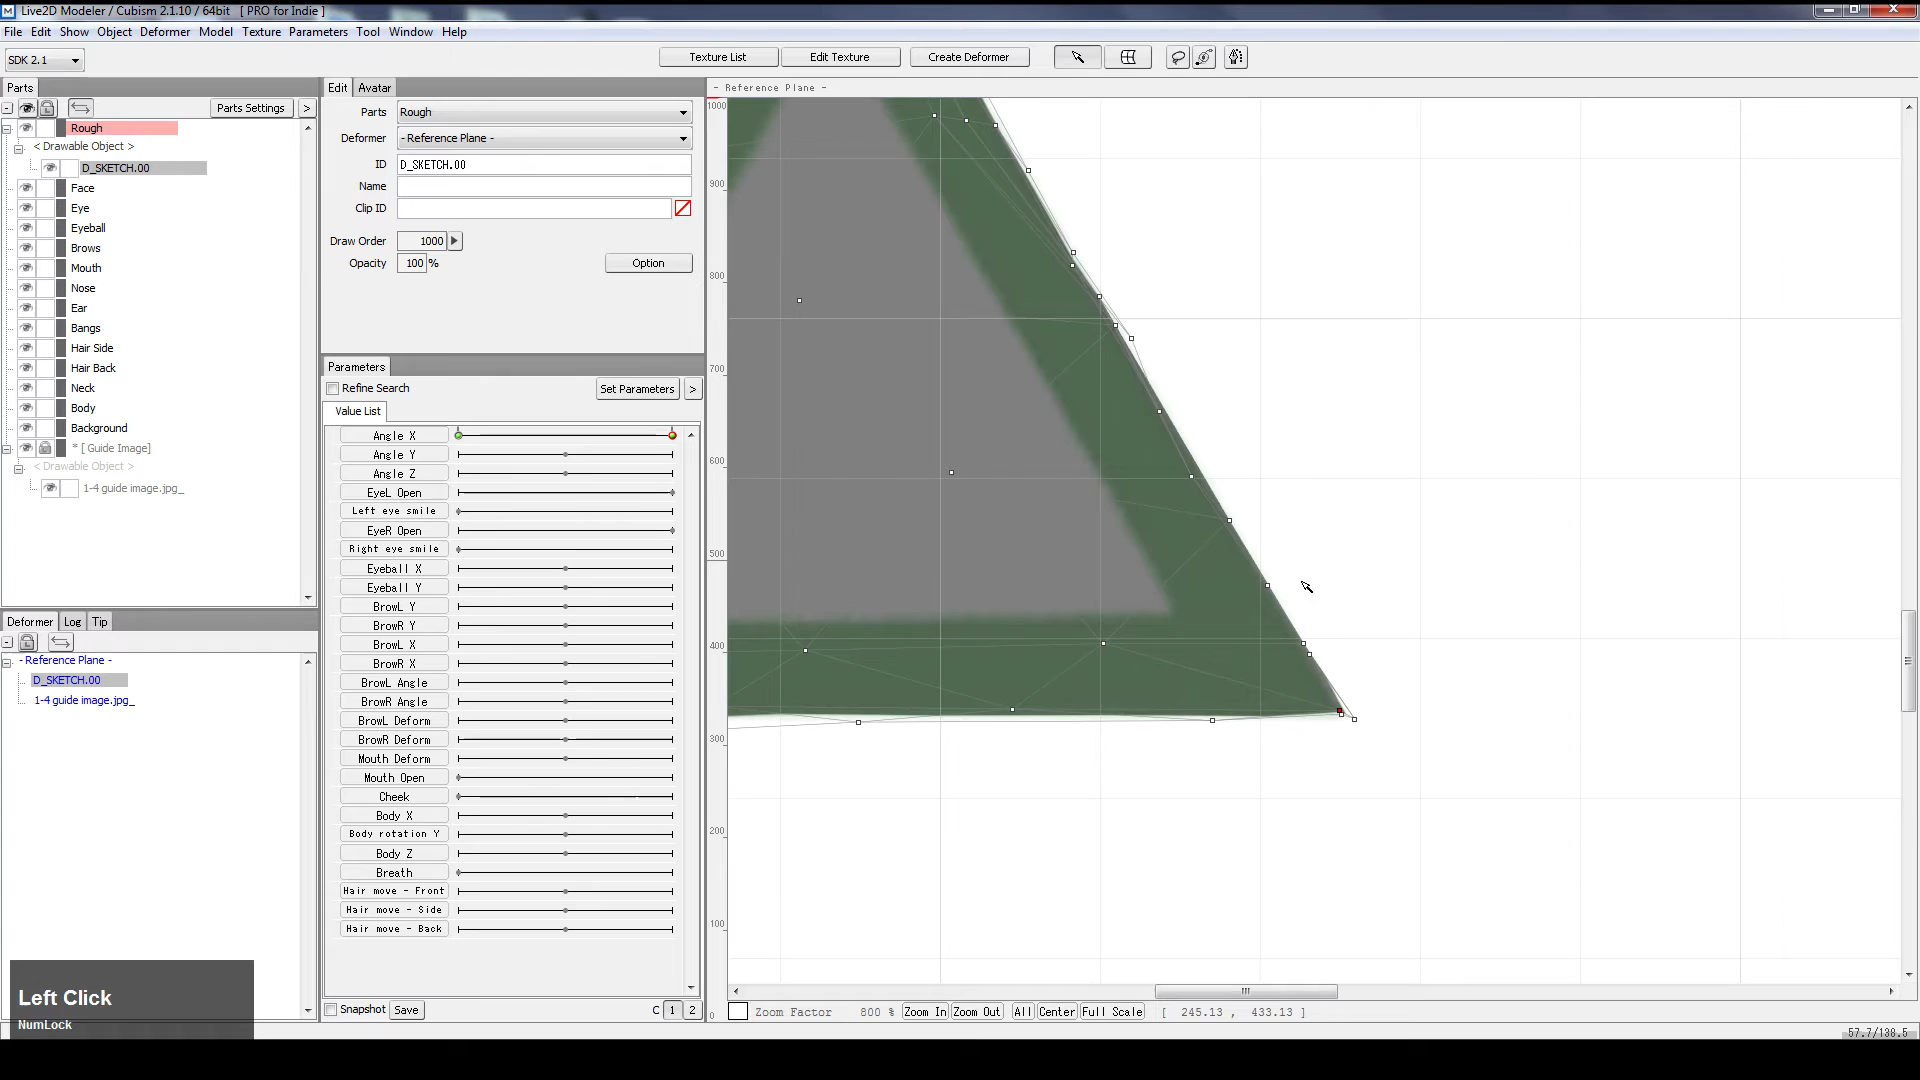 Live2D Modeler / Cubism 2.1.10 / 64bit   [ PRO for Indie ]
File Edit Show Object Deformer Model Texture Parameters Tool Window Help
SDK 2.1
Texture List
Edit Texture
Create Deformer
Parts
Parts Settings
>
Rough
< Drawable Object >
D_SKETCH.00
Face
Eye
Eyeball
Brows
Mouth
Nose
Ear
Bangs
Hair Side
Hair Back
Neck
Body
Background
* [ Guide Image]
< Drawable Object >
1-4 guide image.jpg_
Deformer Log Tip
- Reference Plane -
D_SKETCH.00
1-4 guide image.jpg_
Left Click
NumLock
Edit Avatar
Parts Rough
Deformer - Reference Plane -
ID D_SKETCH.00
Name
Clip ID
Draw Order 1000
Opacity 100 %
Option
Parameters
Refine Search
Set Parameters
>
Value List
Angle X
Angle Y
Angle Z
EyeL Open
Left eye smile
EyeR Open
Right eye smile
Eyeball X
Eyeball Y
BrowL Y
BrowR Y
BrowL X
BrowR X
BrowL Angle
BrowR Angle
BrowL Deform
BrowR Deform
Mouth Deform
Mouth Open
Cheek
Body X
Body rotation Y
Body Z
Breath
Hair move - Front
Hair move - Side
Hair move - Back
Snapshot Save C 1 2
- Reference Plane -
1000
900
800
700
600
500
400
300
200
100
0
Zoom Factor 800 % Zoom In Zoom Out All Center Full Scale [ 245.13 , 433.13 ]
57.7/138.5